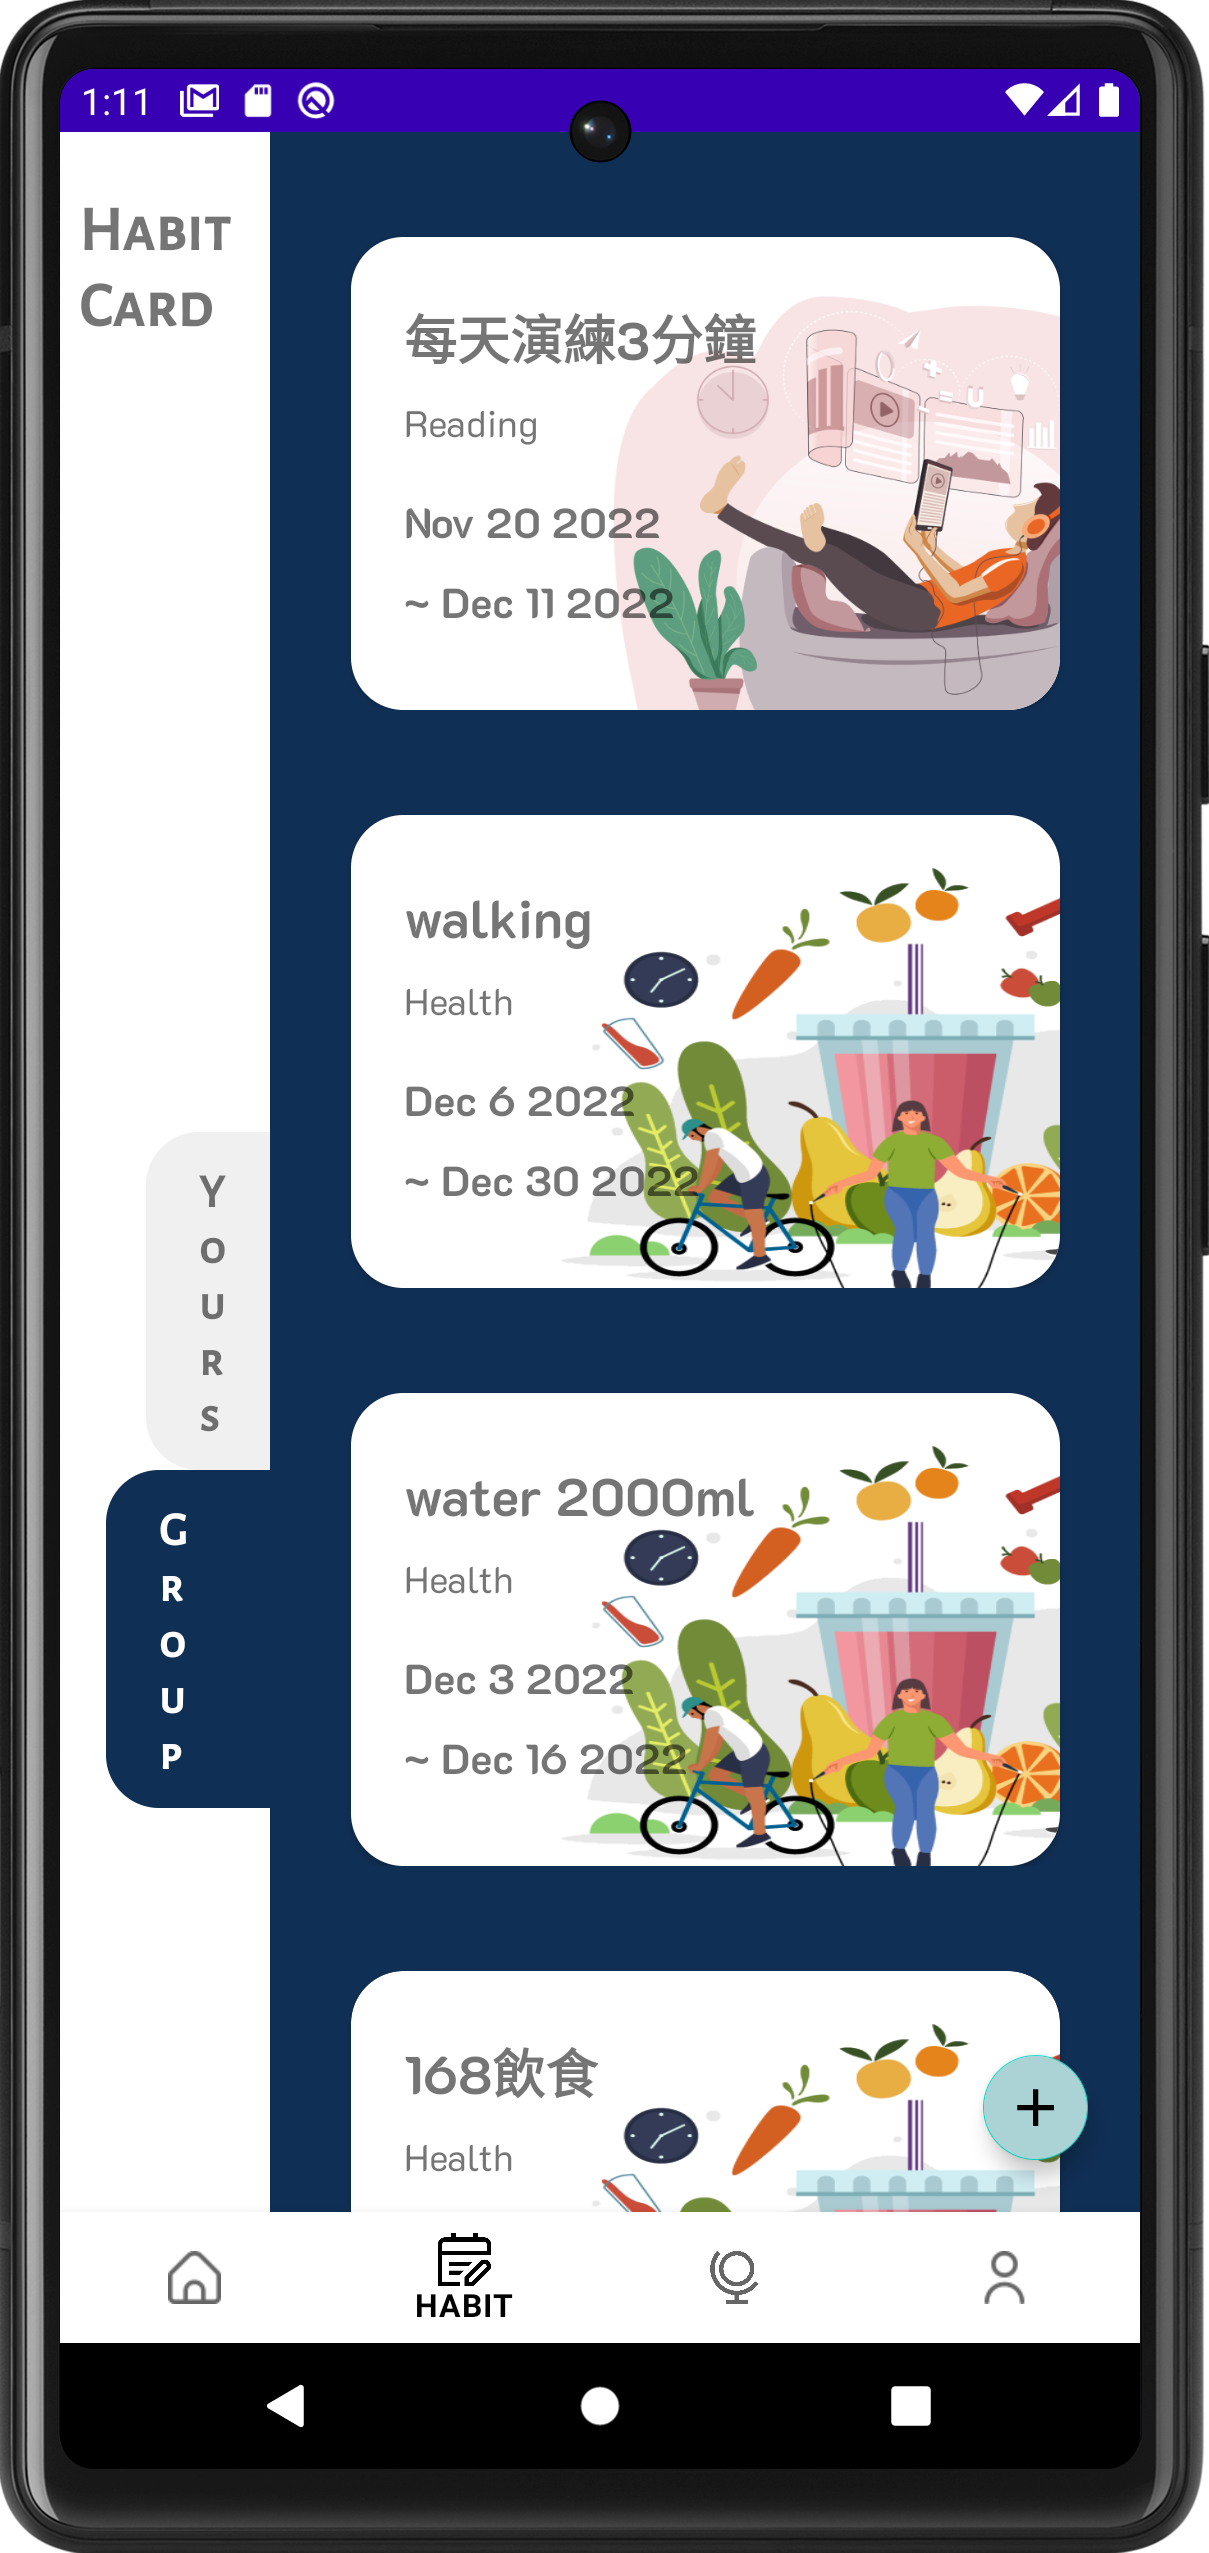 1:11
HABIT
CARD
每天演練3分鐘
Reading
Nov 20 2022
~ Dec 11 2022
walking
Health
Dec 6 2022
~ Dec 30 2022
YOURS
GROUP
water 2000ml
Health
Dec 3 2022
~ Dec 16 2022
168飲食
Health
HABIT